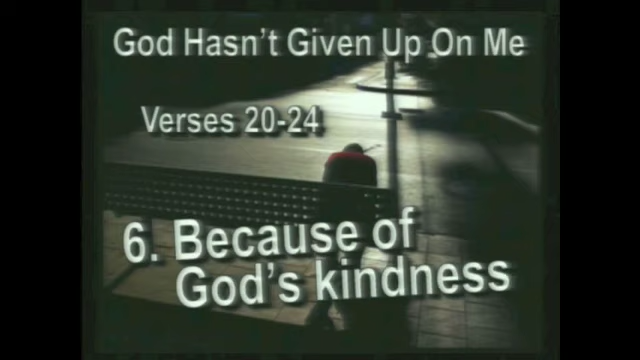 God Hasn't Given Up On Me
Verses 20-24
6. Because of
God's kindness